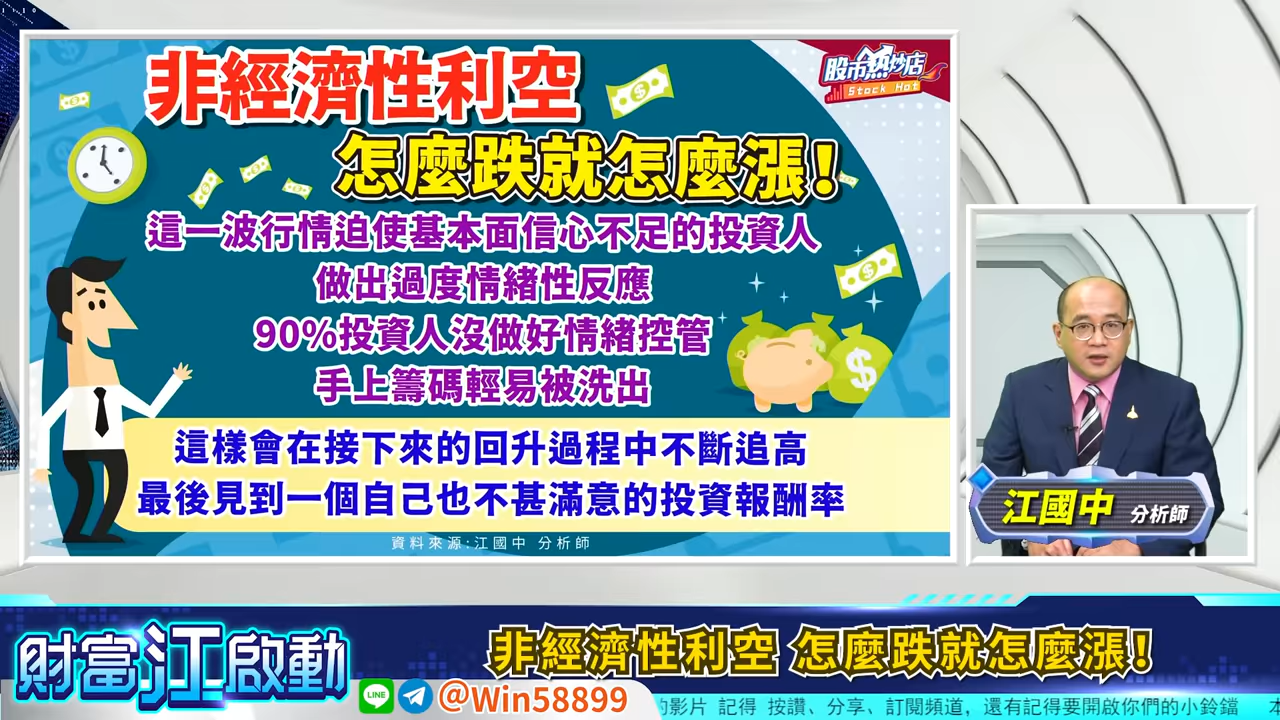 非經濟性利空
怎麼跌就怎麼漲!
股市熱炒店
Stock Hot
這一波行情迫使基本面信心不足的投資人
做出過度情緒性反應
90%投資人沒做好情緒控管
手上籌碼輕易被洗出
這樣會在接下來的回升過程中不斷追高
最後見到一個自己也不甚滿意的投資報酬率
資料來源:江國中 分析師
江國中 分析師
財富江啟動
非經濟性利空 怎麼跌就怎麼漲!
LINE
@Win58899
的影片 記得 按讚、分享、訂閱頻道，還有記得要開啟你們的小鈴鐺 本